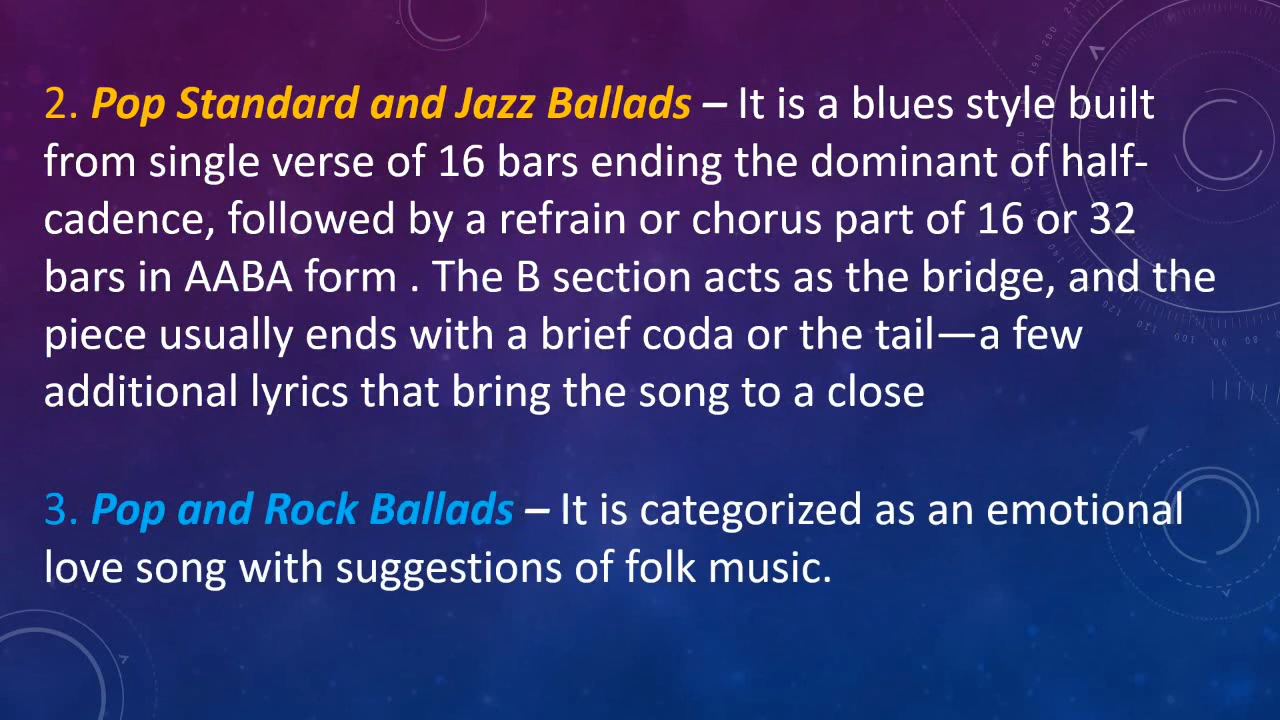 2. Pop Standard and Jazz Ballads – It is a blues style built
from single verse of 16 bars ending the dominant of half-
cadence, followed by a refrain or chorus part of 16 or 32
bars in AABA form . The B section acts as the bridge, and the
piece usually ends with a brief coda or the tail—a few
additional lyrics that bring the song to a close
3. Pop and Rock Ballads – It is categorized as an emotional
love song with suggestions of folk music.